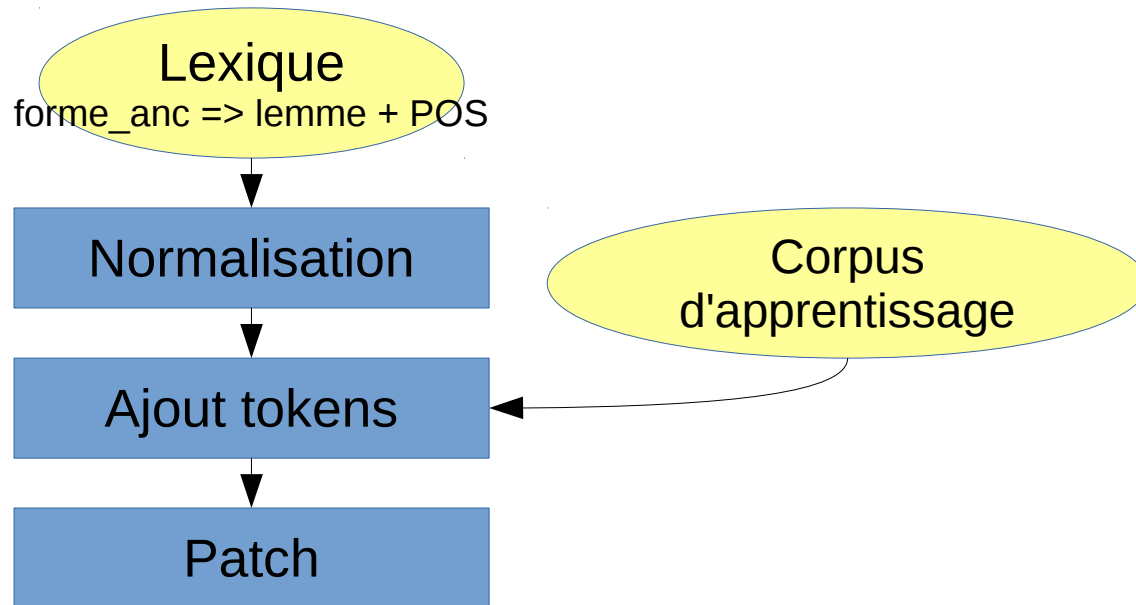 Lexique
forme_anc => lemme + POS
Normalisation
Corpus
d'apprentissage
Ajout tokens
Patch